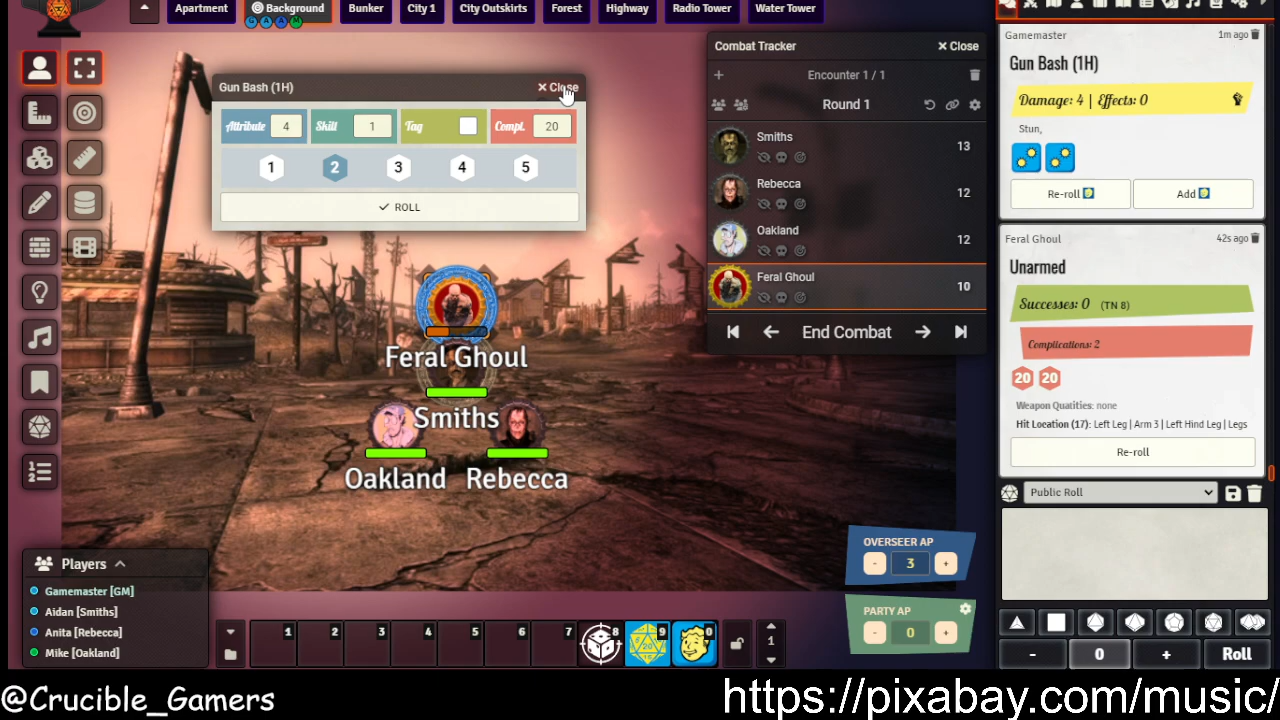 Apartment
Background
G A A M
Bunker
City 1
City Outskirts
Forest
Highway
Radio Tower
Water Tower
Gun Bash (1H)
Close
Attribute 4
Skill 1
Tag
Compl. 20
1 2 3 4 5
ROLL
Feral Ghoul
Smiths
Oakland
Rebecca
Combat Tracker
Close
Encounter 1 / 1
Round 1
Smiths 13
Rebecca 12
Oakland 12
Feral Ghoul 10
End Combat
OVERSEER AP
- 3 +
PARTY AP
- 0 +
Players
Gamemaster [GM]
Aidan [Smiths]
Anita [Rebecca]
Mike [Oakland]
1 2 3 4 5 6 7 8 9 0
20
1
Gamemaster 1m ago
Gun Bash (1H)
Damage: 4 | Effects: 0
Stun,
Re-roll
Add
Feral Ghoul 42s ago
Unarmed
Successes: 0 (TN 8)
Complications: 2
20 20
Weapon Quatities: none
Hit Location (17): Left Leg | Arm 3 | Left Hind Leg | Legs
Re-roll
Public Roll
- 0 + Roll
@Crucible_Gamers
https://pixabay.com/music/